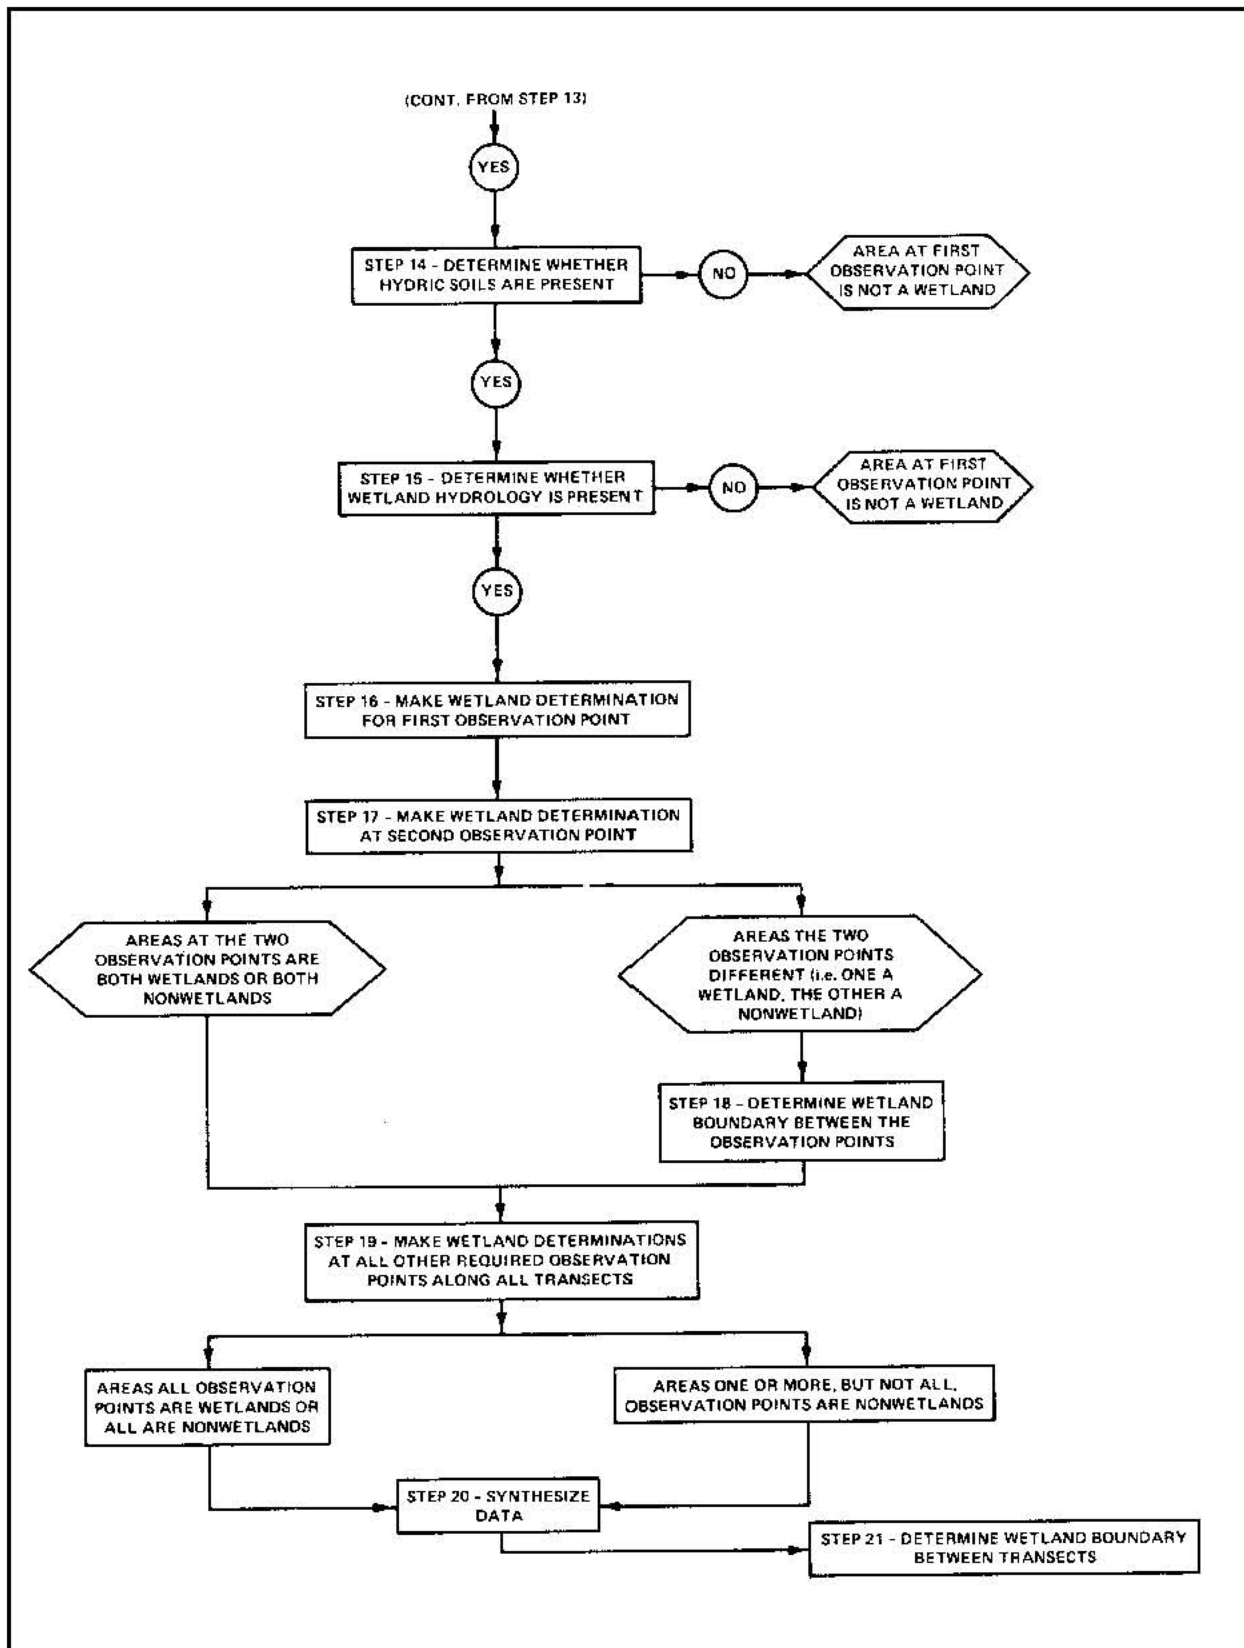 (CONT. FROM STEP 13)
YES
STEP 14 - DETERMINE WHETHER
HYDRIC SOILS ARE PRESENT
NO
AREA AT FIRST
OBSERVATION POINT
IS NOT A WETLAND
YES
STEP 15 - DETERMINE WHETHER
WETLAND HYDROLOGY IS PRESENT
NO
AREA AT FIRST
OBSERVATION POINT
IS NOT A WETLAND
YES
STEP 16 - MAKE WETLAND DETERMINATION
FOR FIRST OBSERVATION POINT
STEP 17 - MAKE WETLAND DETERMINATION
AT SECOND OBSERVATION POINT
AREAS AT THE TWO
OBSERVATION POINTS ARE
BOTH WETLANDS OR BOTH
NONWETLANDS
AREAS THE TWO
OBSERVATION POINTS
DIFFERENT (i.e. ONE A
WETLAND, THE OTHER A
NONWETLAND)
STEP 18 - DETERMINE WETLAND
BOUNDARY BETWEEN THE
OBSERVATION POINTS
STEP 19 - MAKE WETLAND DETERMINATIONS
AT ALL OTHER REQUIRED OBSERVATION
POINTS ALONG ALL TRANSECTS
AREAS ALL OBSERVATION
POINTS ARE WETLANDS OR
ALL ARE NONWETLANDS
AREAS ONE OR MORE, BUT NOT ALL,
OBSERVATION POINTS ARE NONWETLANDS
STEP 20 - SYNTHESIZE
DATA
STEP 21 - DETERMINE WETLAND BOUNDARY
BETWEEN TRANSECTS